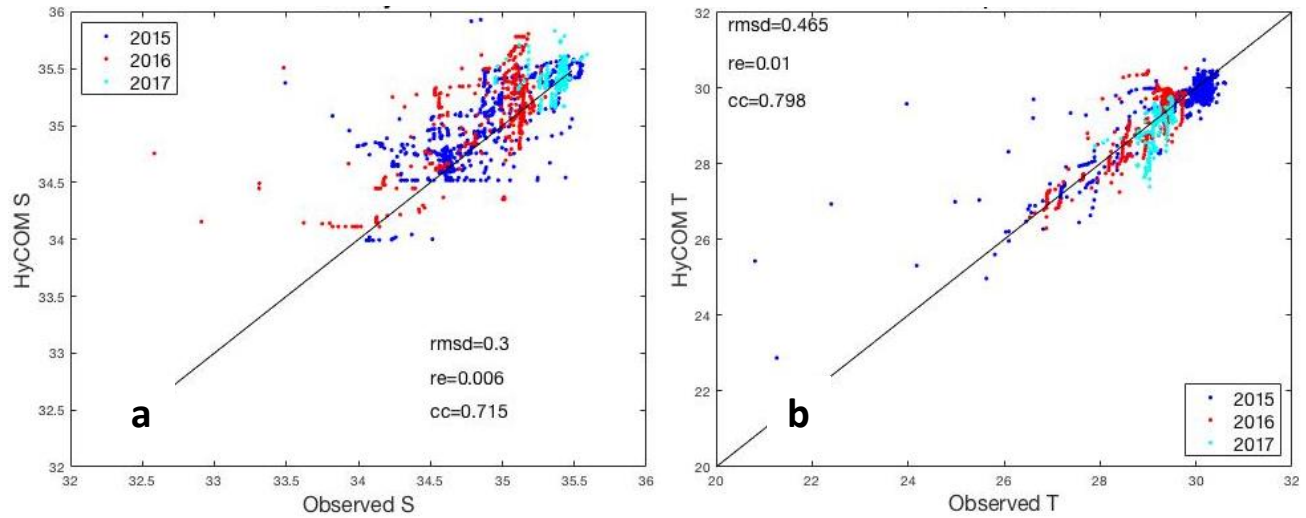 36
35.5
35
34.5
34
33.5
33
32.5
32
HyCOM S
2015
2016
2017
rmsd=0.3
re=0.006
cc=0.715
a
32 32.5 33 33.5 34 34.5 35 35.5 36
Observed S
32
30
28
26
24
22
20
HyCOM T
rmsd=0.465
re=0.01
cc=0.798
2015
2016
2017
b
20 22 24 26 28 30 32
Observed T